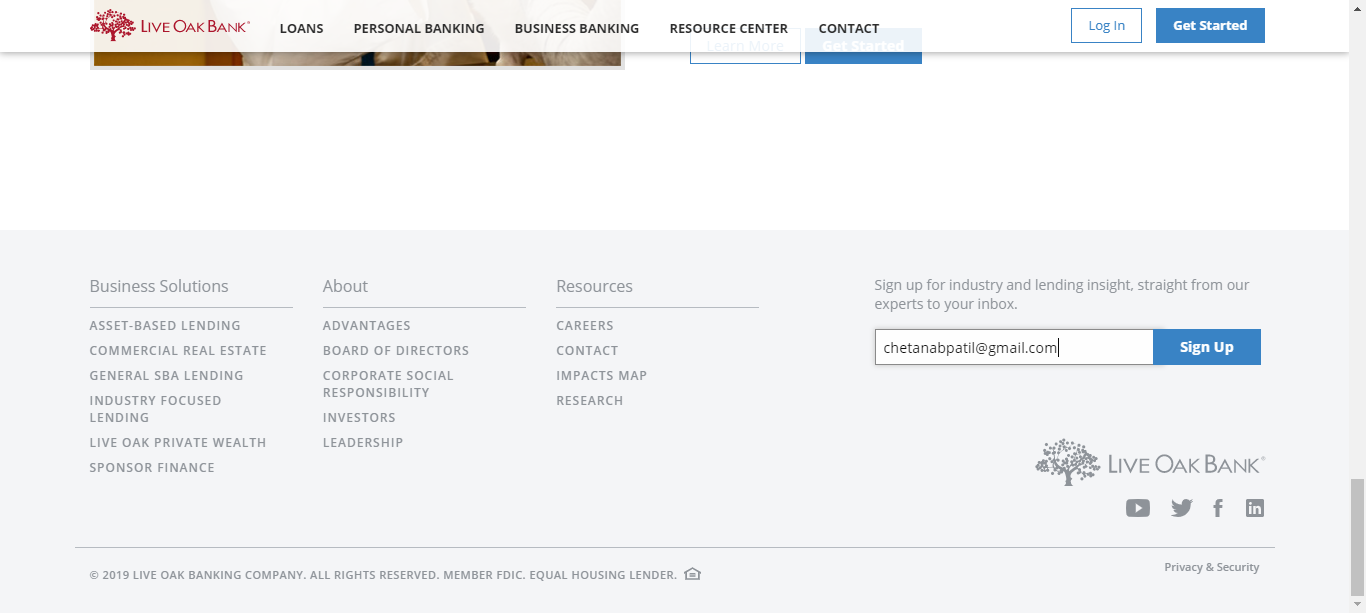 LIVE OAK BANK®
LOANS
PERSONAL BANKING
BUSINESS BANKING
RESOURCE CENTER
CONTACT
Log In
Get Started
Learn More
Get Started
Business Solutions
ASSET-BASED LENDING
COMMERCIAL REAL ESTATE
GENERAL SBA LENDING
INDUSTRY FOCUSED
LENDING
LIVE OAK PRIVATE WEALTH
SPONSOR FINANCE
About
ADVANTAGES
BOARD OF DIRECTORS
CORPORATE SOCIAL
RESPONSIBILITY
INVESTORS
LEADERSHIP
Resources
CAREERS
CONTACT
IMPACTS MAP
RESEARCH
Sign up for industry and lending insight, straight from our
experts to your inbox.
chetanabpatil@gmail.com
Sign Up
LIVE OAK BANK®
© 2019 LIVE OAK BANKING COMPANY. ALL RIGHTS RESERVED. MEMBER FDIC. EQUAL HOUSING LENDER.
Privacy & Security